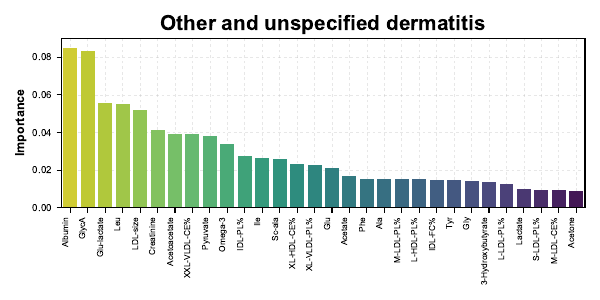 Other and unspecified dermatitis
Importance
0.08
0.06
0.04
0.02
0.00
Albumin
GlycA
Glu-lactate
Leu
LDL-size
Creatinine
Acetoacetate
XXL-VLDL-CE%
Pyruvate
Omega-3
IDL-PL%
Ile
Sc-ala
XL-HDL-CE%
XL-VLDL-PL%
Glu
Acetate
Phe
Ala
M-LDL-PL%
L-HDL-PL%
IDL-FC%
Tyr
Gly
3-Hydroxybutyrate
L-LDL-PL%
Lactate
S-LDL-PL%
M-LDL-CE%
Acetone